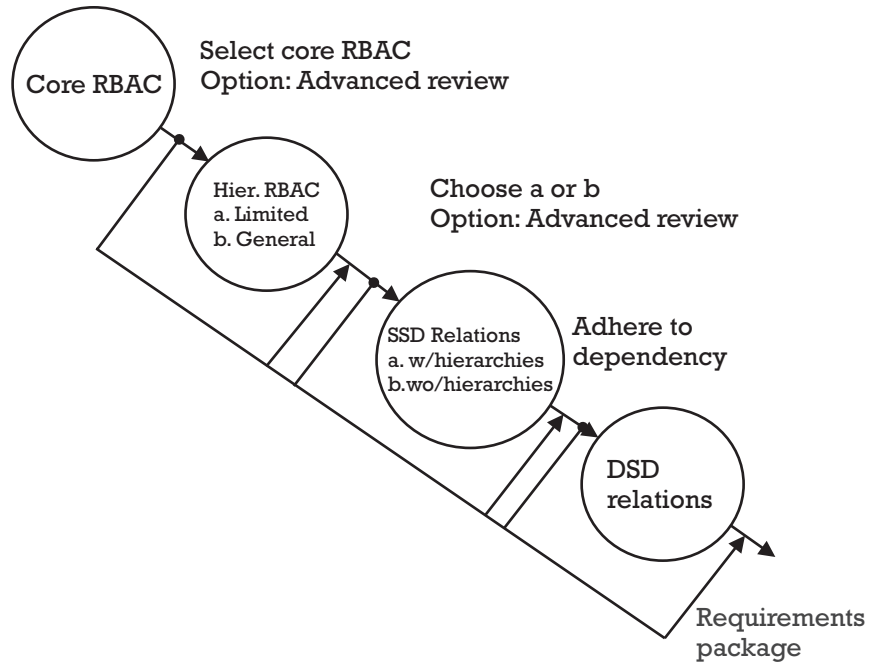 Core RBAC
Select core RBAC
Option: Advanced review
Hier. RBAC
a. Limited
b. General
Choose a or b
Option: Advanced review
SSD Relations
a. w/hierarchies
b.wo/hierarchies
Adhere to
dependency
DSD
relations
Requirements
package